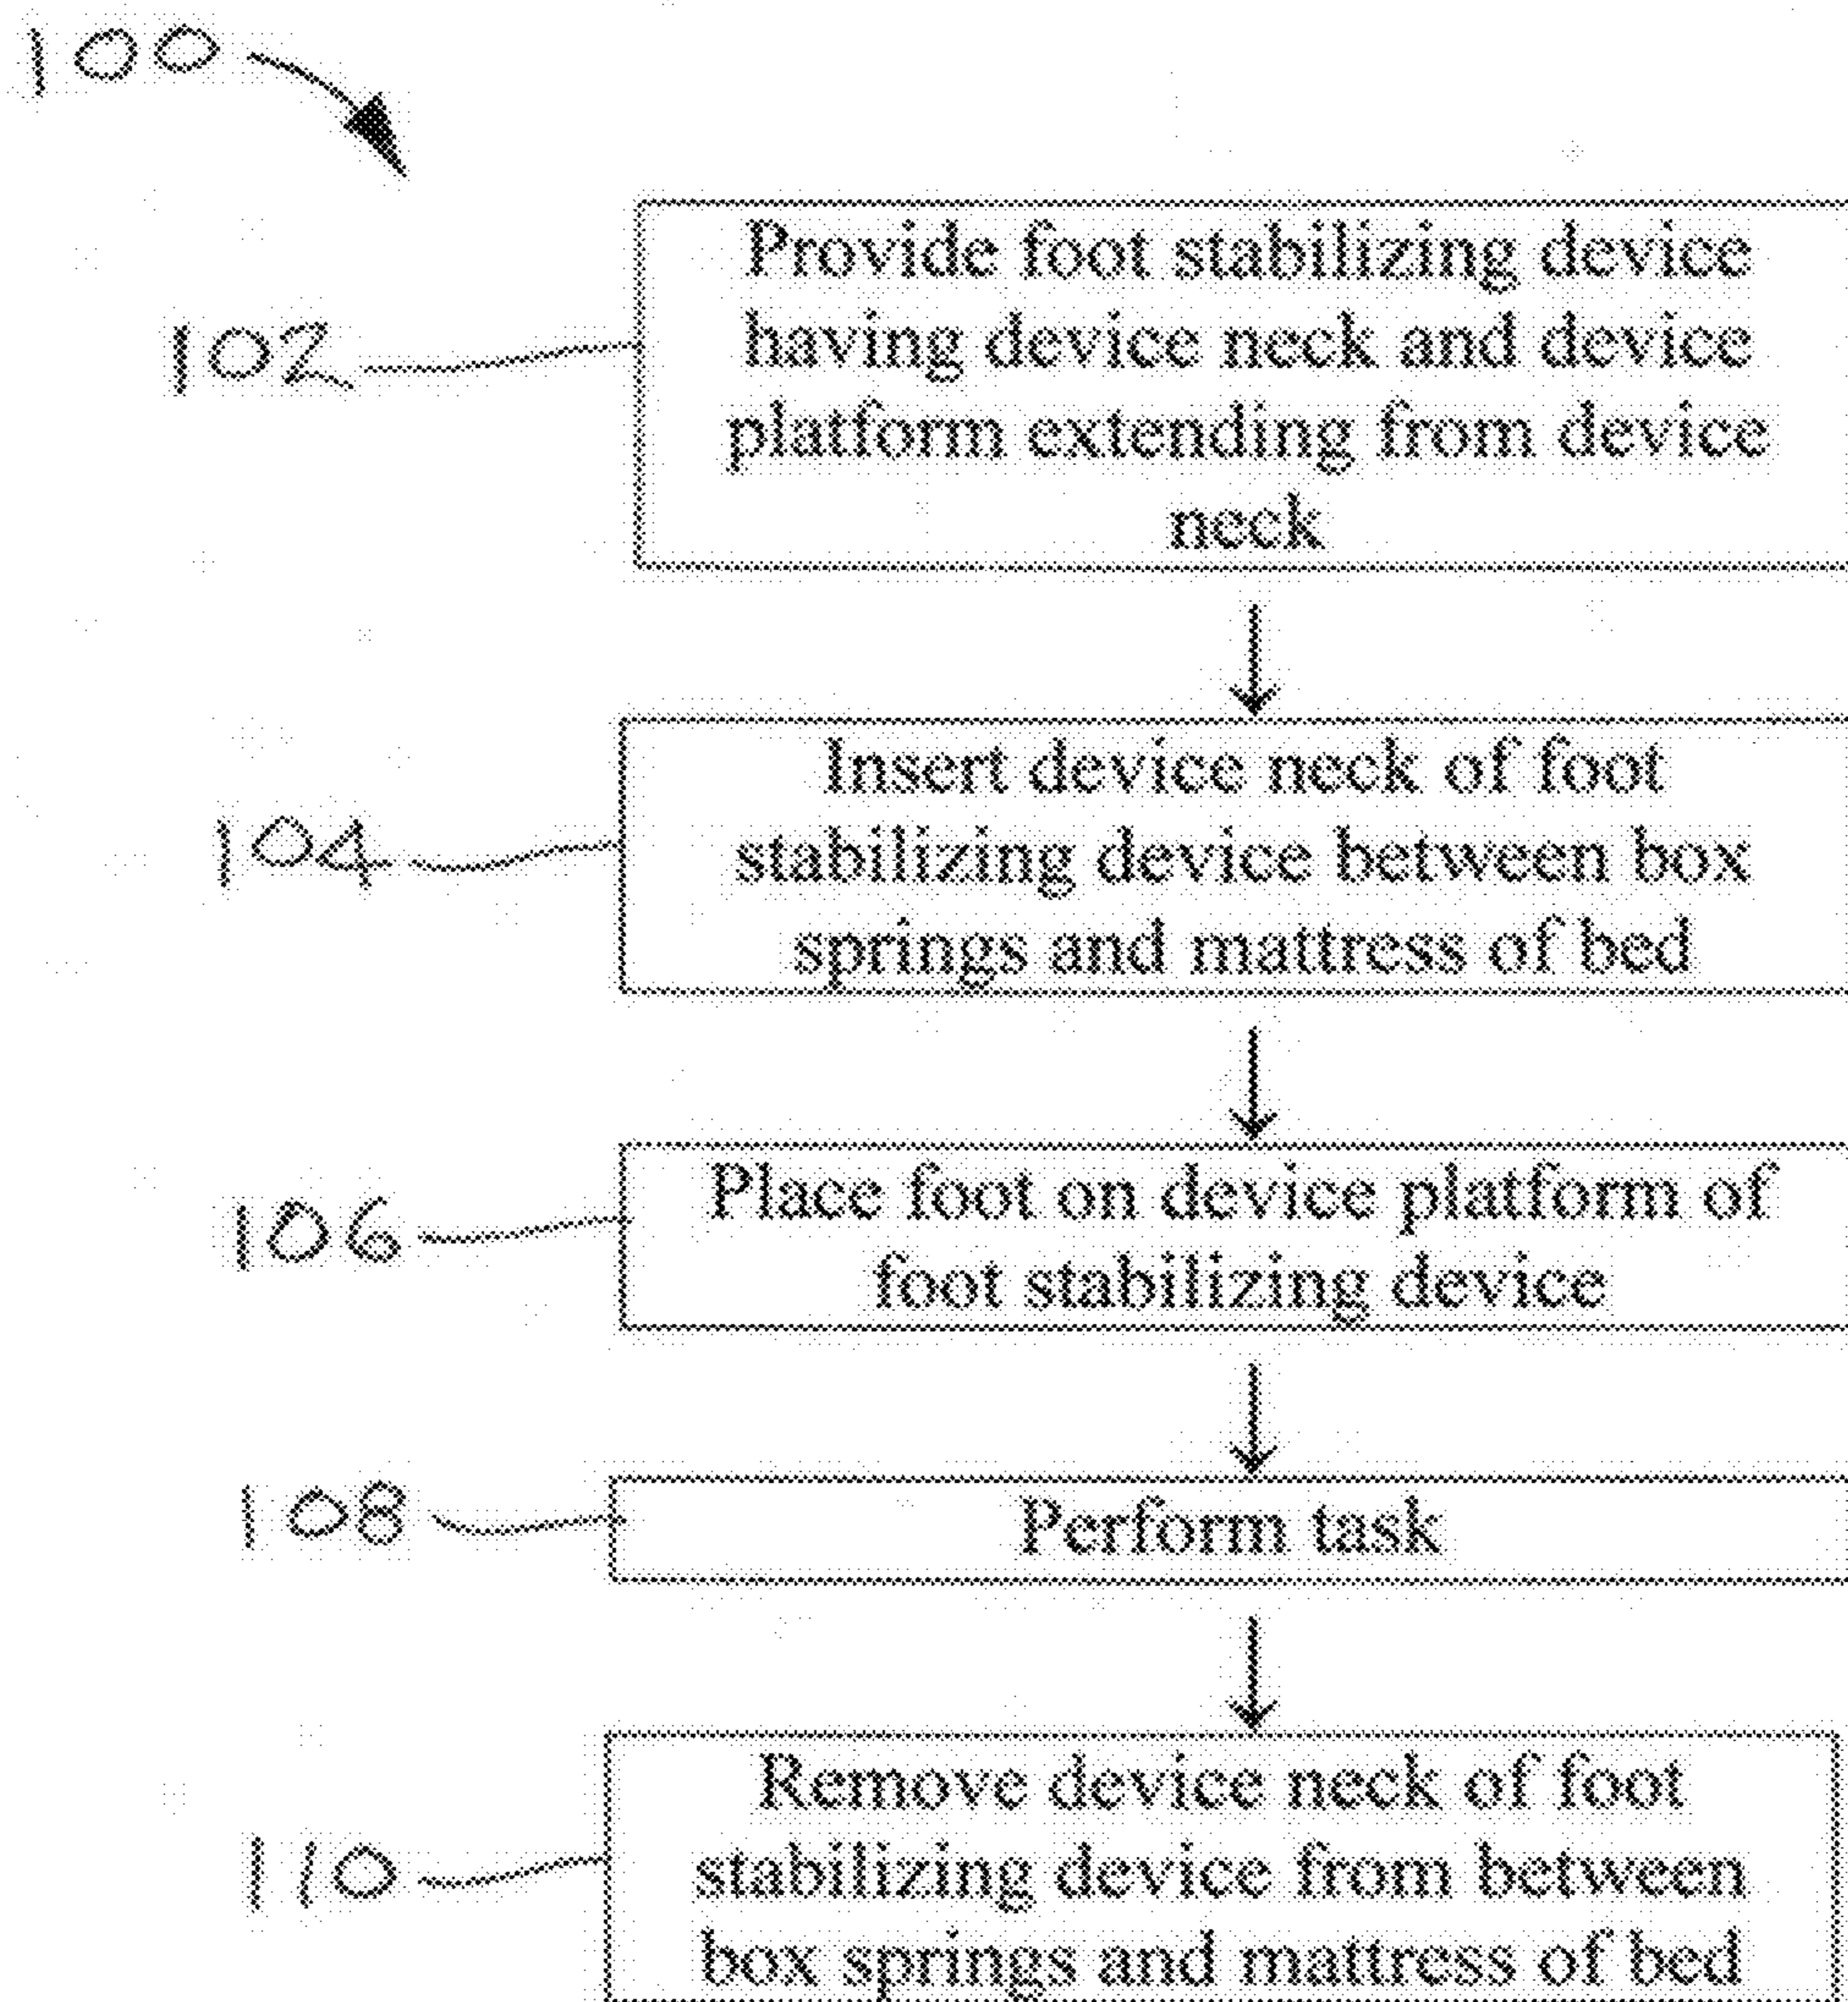 100
Provide foot stabilizing device
102
having device neck and device
platform extending from device
neck
Insert device neck of foot
104
stabilizing device between box
springs and mattress of bed
106
Place foot on device platform of
foot stabilizing device
108
Perform task
Remove device neck of foot
110
stabilizing device from between
box springs and mattress of bed